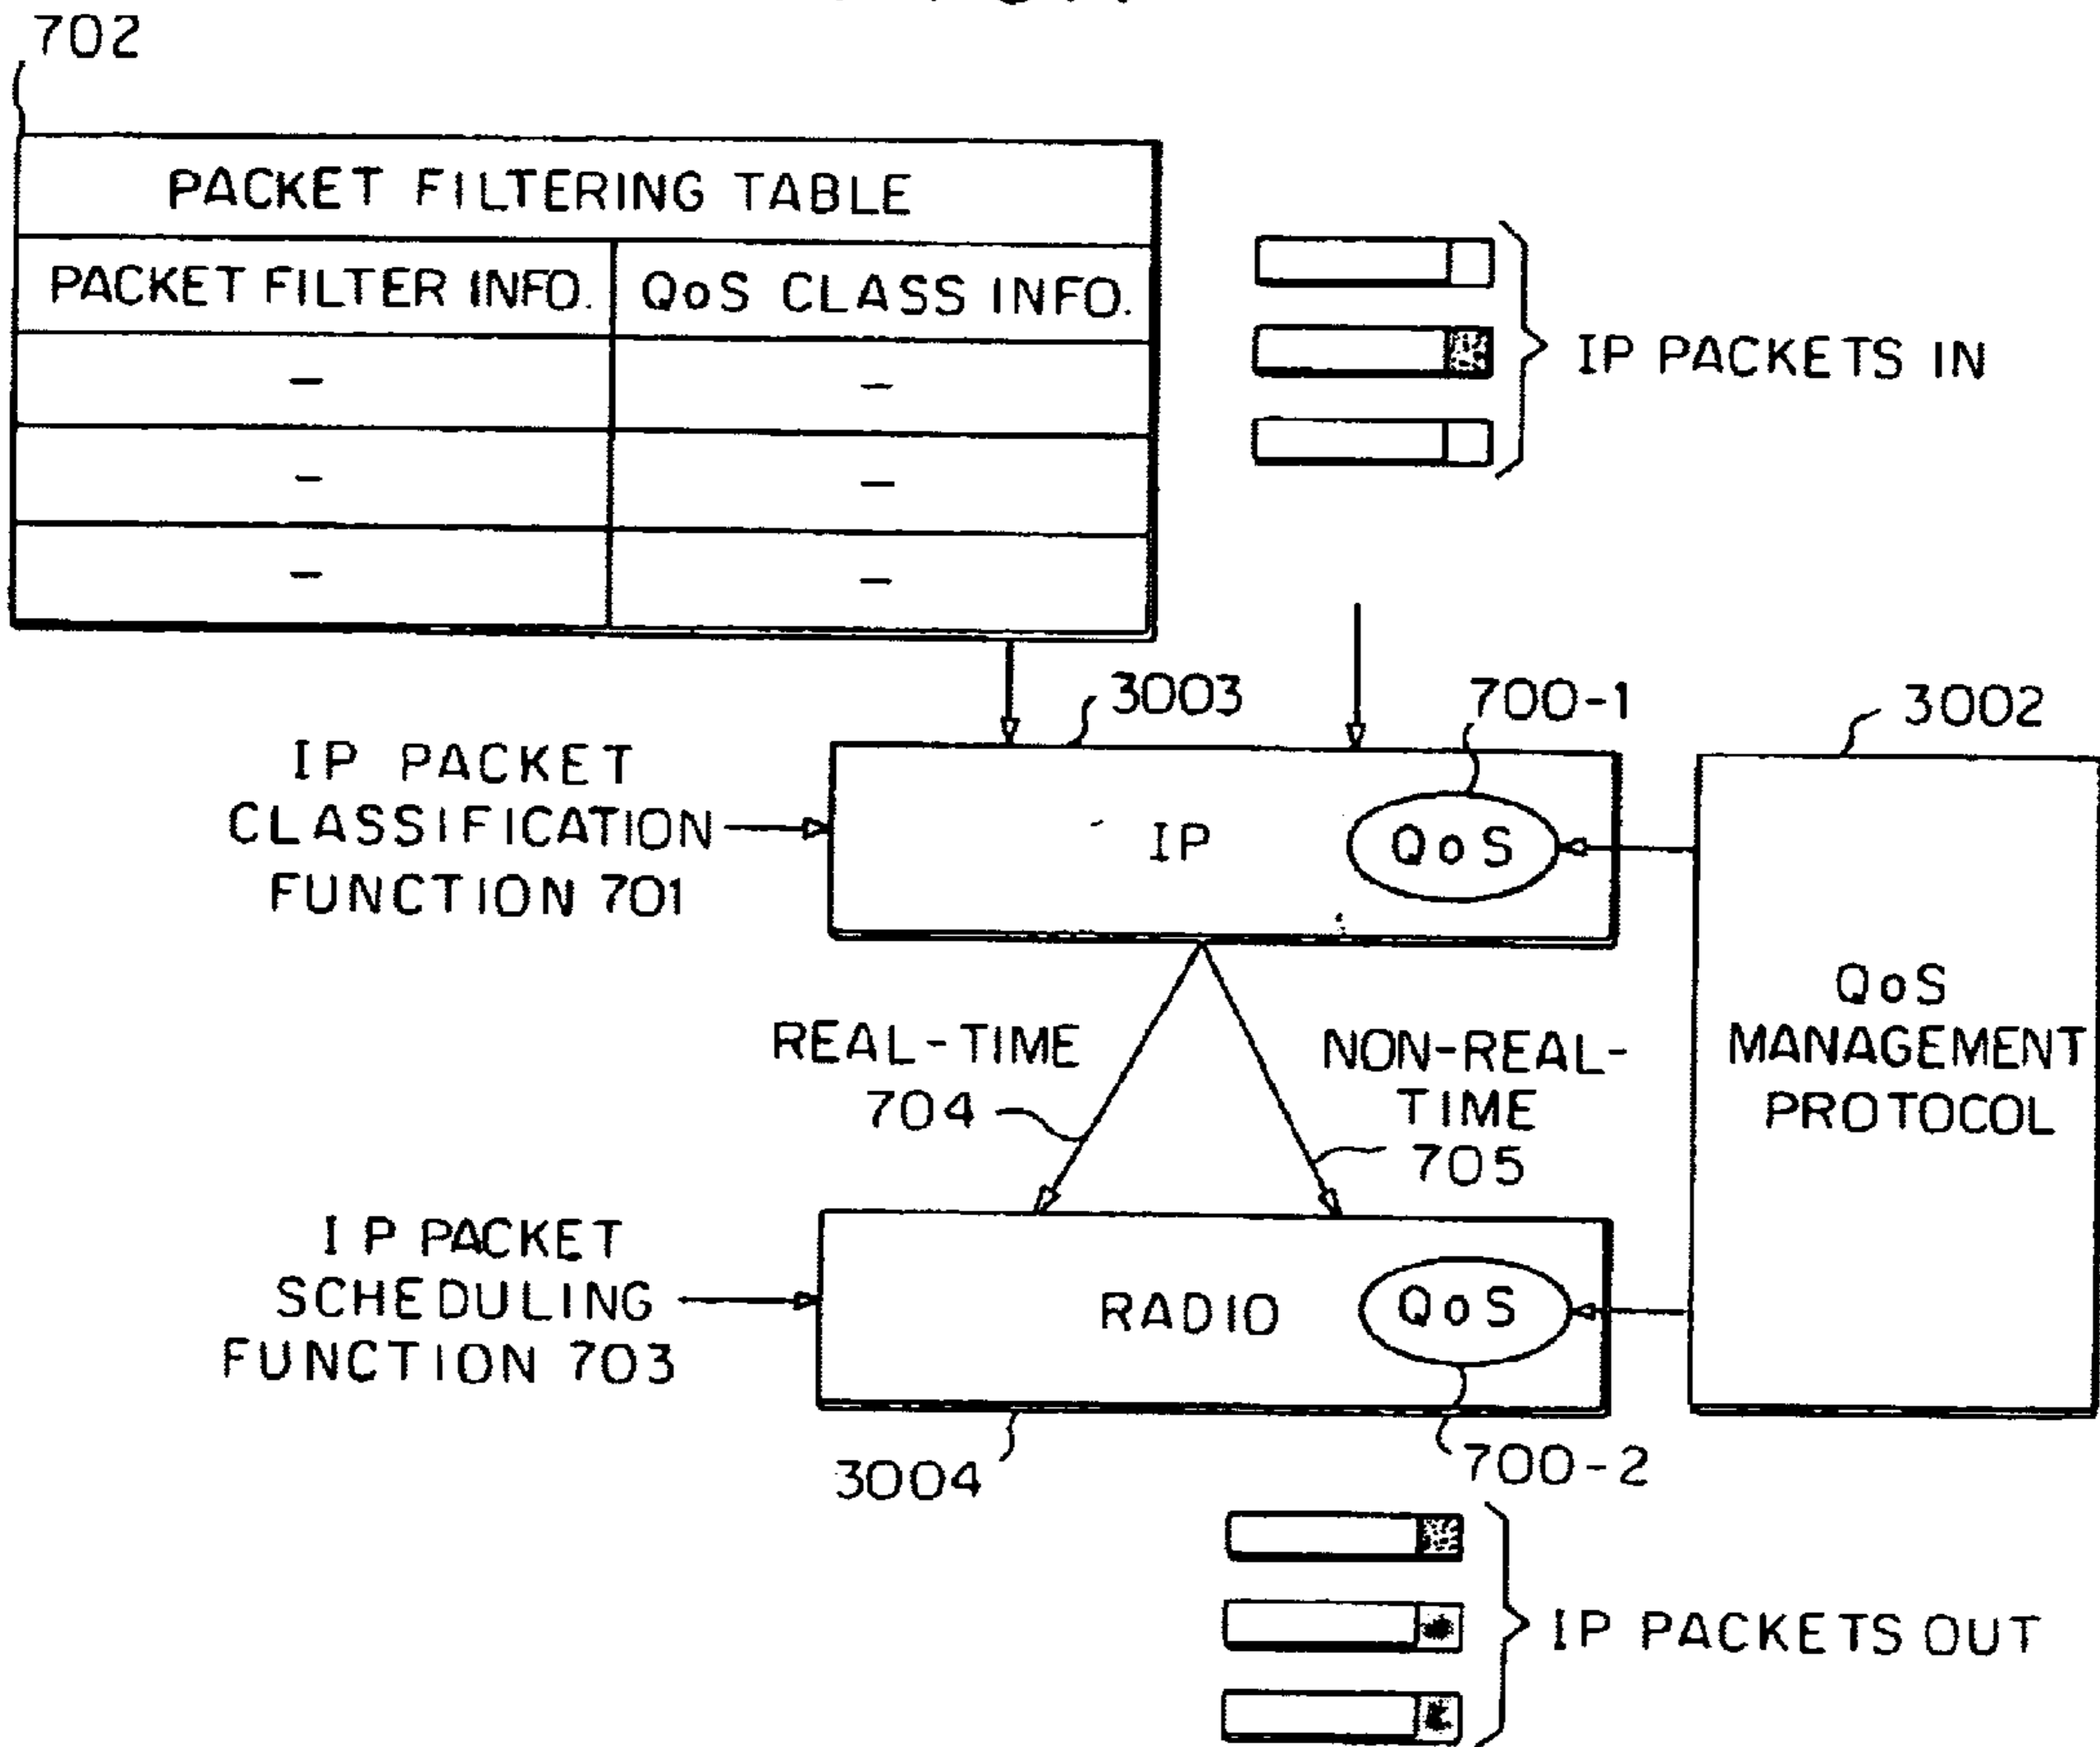 702
PACKET FILTERING TABLE
PACKET FILTER INFO.
QoS CLASS INFO.
–
–
–
–
–
–
IP PACKETS IN
3003
700-1
3002
IP PACKET
CLASSIFICATION
FUNCTION 701
IP
QoS
QoS
MANAGEMENT
PROTOCOL
REAL-TIME
704
NON-REAL-
TIME
705
IP PACKET
SCHEDULING
FUNCTION 703
RADIO
QoS
3004
700-2
IP PACKETS OUT